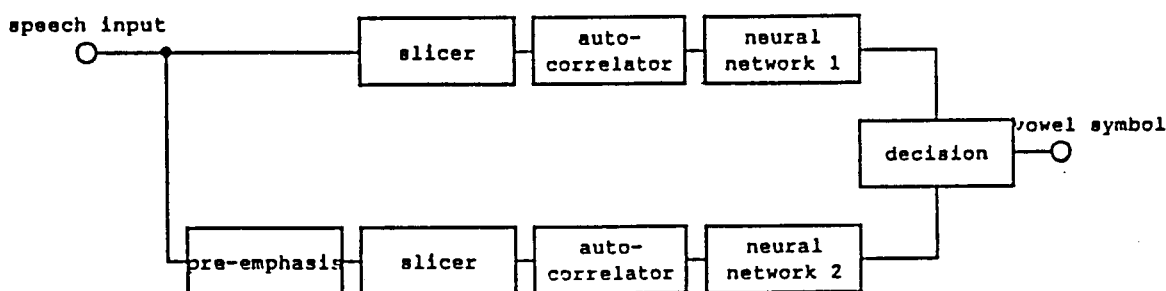 speech input
slicer
auto-
correlator
neural
network 1
vowel symbol
decision
pre-emphasis
slicer
auto-
correlator
neural
network 2